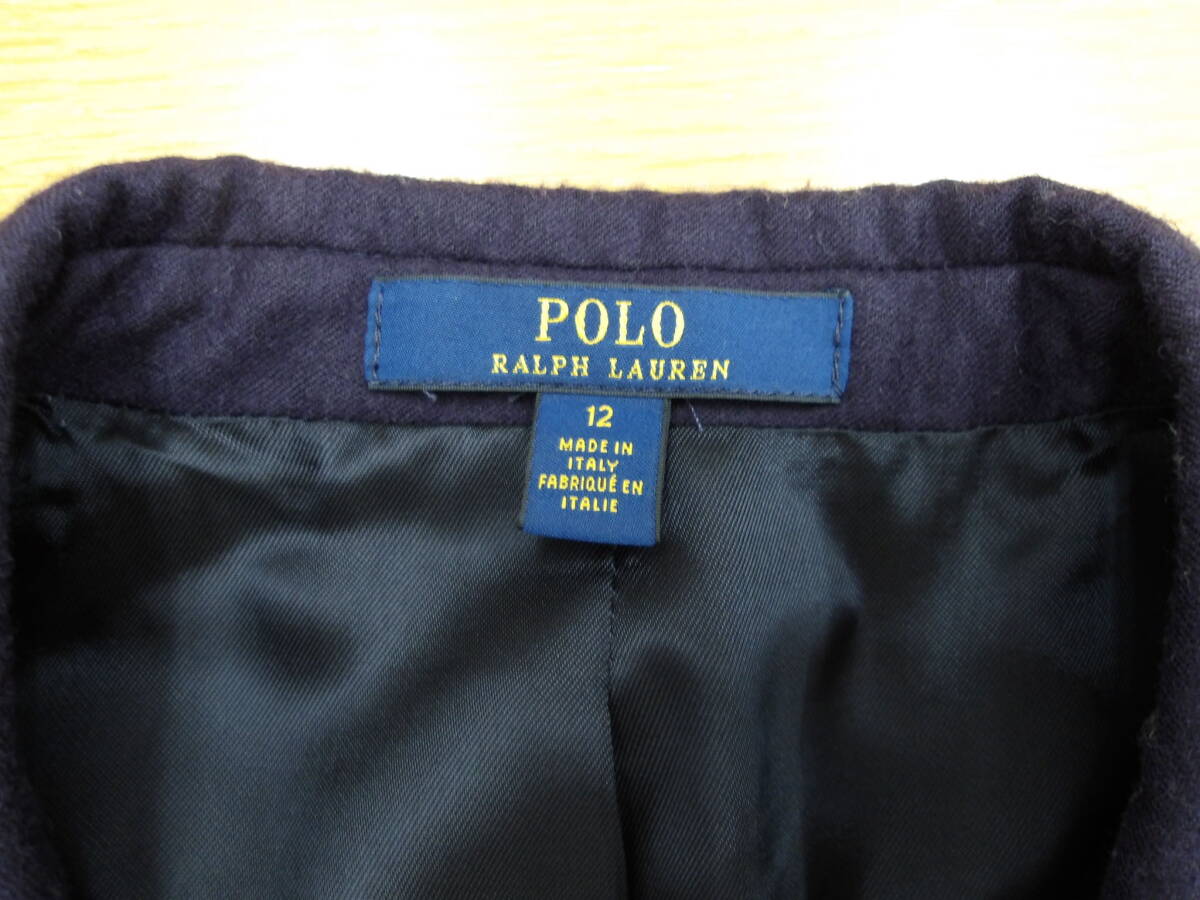 POLO
RALPH LAUREN
12
MADE IN
ITALY
FABRIQUÉ EN
ITALIE